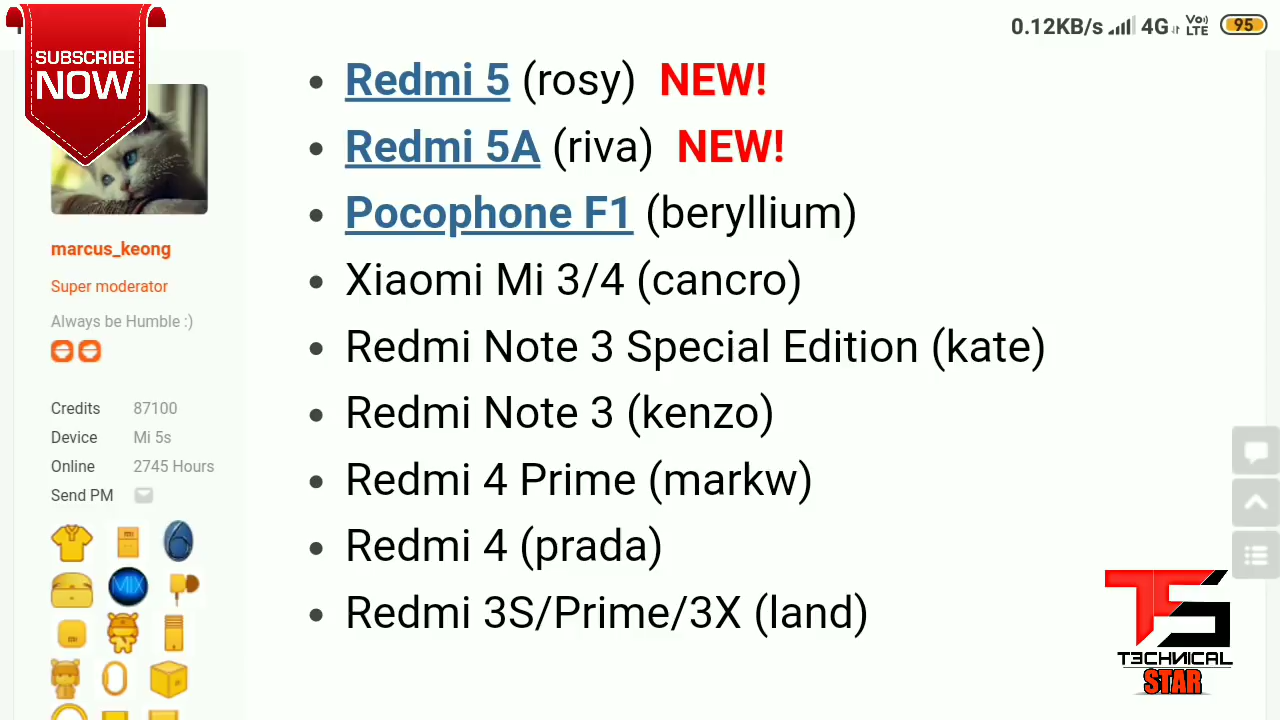 0.12KB/s 4G Vo) LTE 95
SUBSCRIBE
NOW
Redmi 5 (rosy) NEW!
Redmi 5A (riva) NEW!
Pocophone F1 (beryllium)
Xiaomi Mi 3/4 (cancro)
Redmi Note 3 Special Edition (kate)
Redmi Note 3 (kenzo)
Redmi 4 Prime (markw)
Redmi 4 (prada)
Redmi 3S/Prime/3X (land)
marcus_keong
Super moderator
Always be Humble :)
Credits 87100
Device Mi 5s
Online 2745 Hours
Send PM
MIX
TS
TECHNICAL
STAR